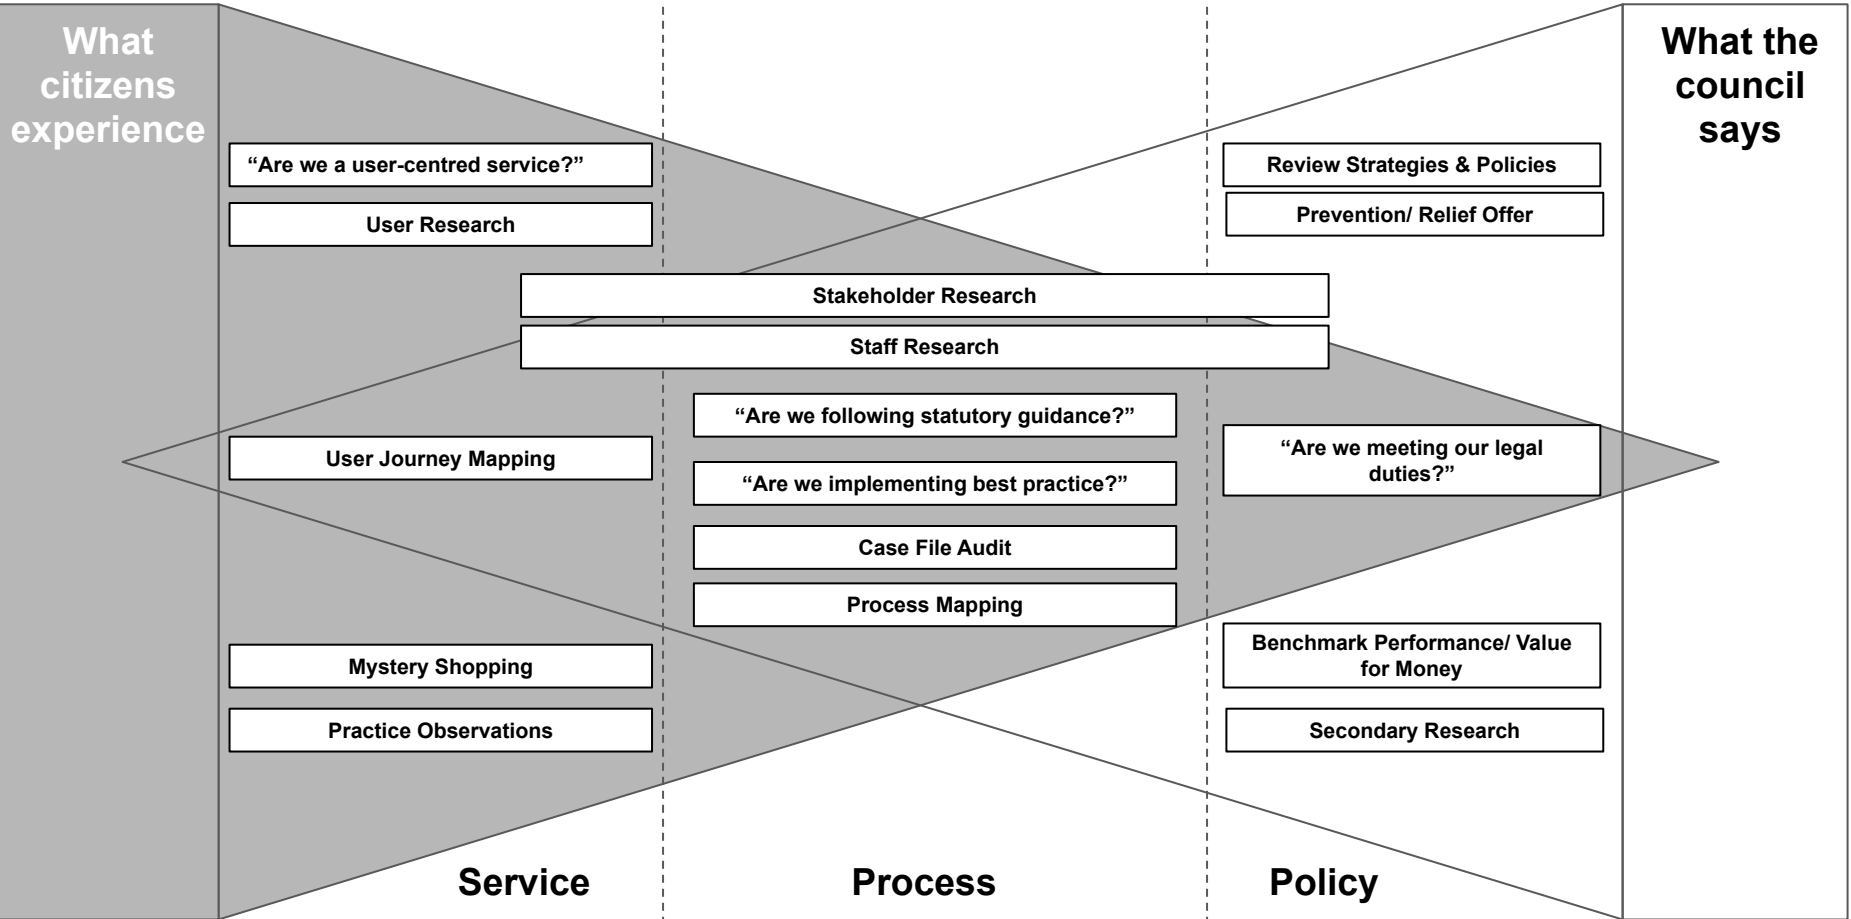 What
citizens
experience
What the
council
says
“Are we a user-centred service?”
User Research
Review Strategies & Policies
Prevention/ Relief Offer
Stakeholder Research
Staff Research
“Are we following statutory guidance?”
User Journey Mapping
“Are we meeting our legal
duties?”
“Are we implementing best practice?”
Case File Audit
Process Mapping
Mystery Shopping
Benchmark Performance/ Value
for Money
Practice Observations
Secondary Research
Service
Process
Policy